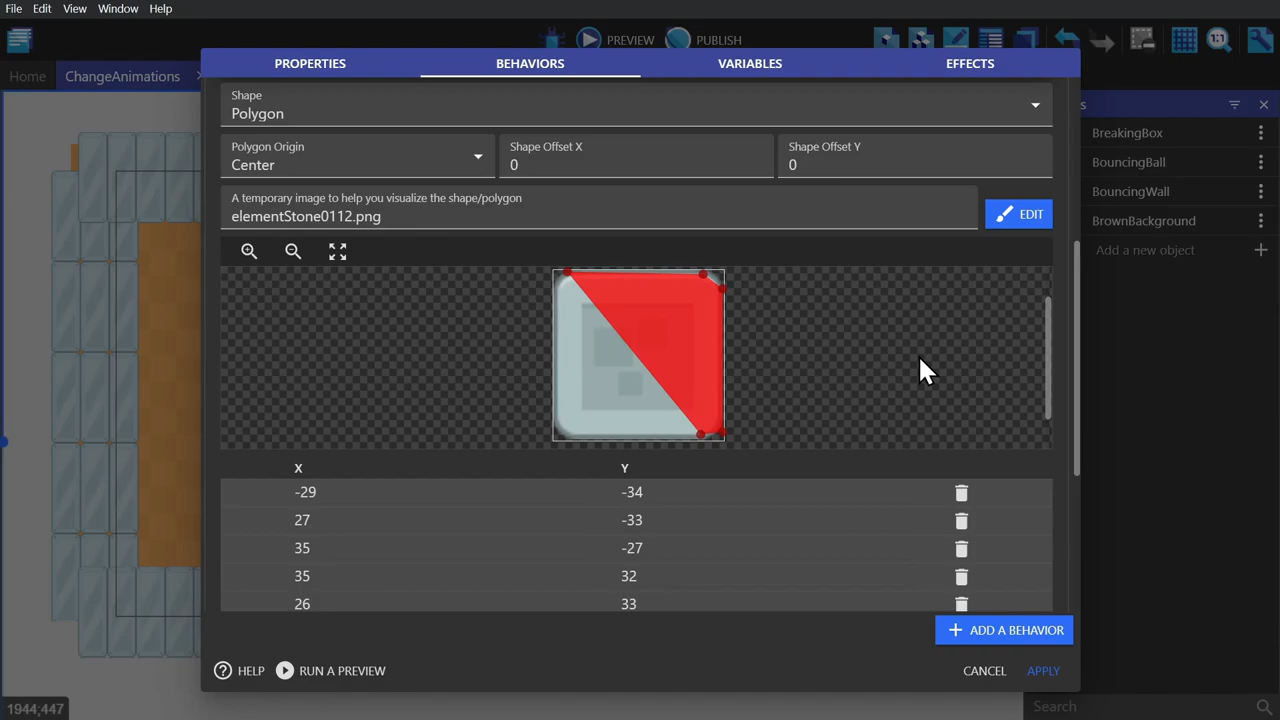 File Edit View Window Help
PREVIEW PUBLISH
Home ChangeAnimations
PROPERTIES BEHAVIORS VARIABLES EFFECTS
Shape
Polygon
Polygon Origin
Center
Shape Offset X
0
Shape Offset Y
0
A temporary image to help you visualize the shape/polygon
elementStone0112.png
EDIT
X Y
-29 -34
27 -33
35 -27
35 32
26 33
ADD A BEHAVIOR
HELP RUN A PREVIEW
CANCEL APPLY
BreakingBox
BouncingBall
BouncingWall
BrownBackground
Add a new object
Search
1944;447